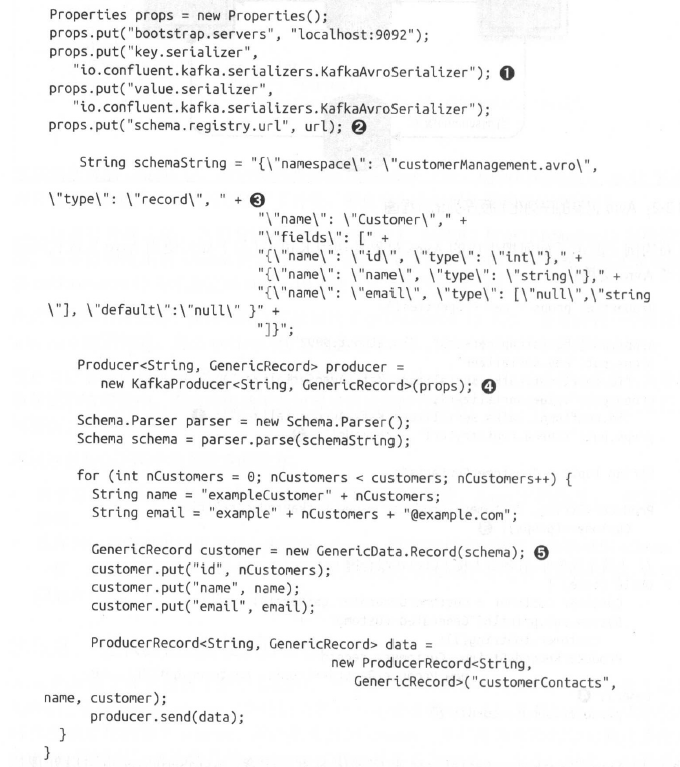 Properties props = new Properties();
props.put("bootstrap.servers", "localhost:9092");
props.put("key.serializer",
"io.confluent.kafka.serializers.KafkaAvroSerializer"); ❶
props.put("value.serializer",
"io.confluent.kafka.serializers.KafkaAvroSerializer");
props.put("schema.registry.url", url); ❷
String schemaString = "{\"namespace\": \"customerManagement.avro\",
\"type\": \"record\", " + ❸
"\"name\": \"Customer\"," +
"\"fields\": [" +
"{\"name\": \"id\", \"type\": \"int\"}," +
"{\"name\": \"name\", \"type\": \"string\"}," +
"{\"name\": \"email\", \"type\": [\"null\",\"string
\"], \"default\":\"null\" }" +
"]}";
Producer<String, GenericRecord> producer =
new KafkaProducer<String, GenericRecord>(props); ❹
Schema.Parser parser = new Schema.Parser();
Schema schema = parser.parse(schemaString);
for (int nCustomers = 0; nCustomers < customers; nCustomers++) {
String name = "exampleCustomer" + nCustomers;
String email = "example" + nCustomers + "@example.com";
GenericRecord customer = new GenericData.Record(schema); ❺
customer.put("id", nCustomers);
customer.put("name", name);
customer.put("email", email);
ProducerRecord<String, GenericRecord> data =
new ProducerRecord<String,
GenericRecord>("customerContacts",
name, customer);
producer.send(data);
}
}